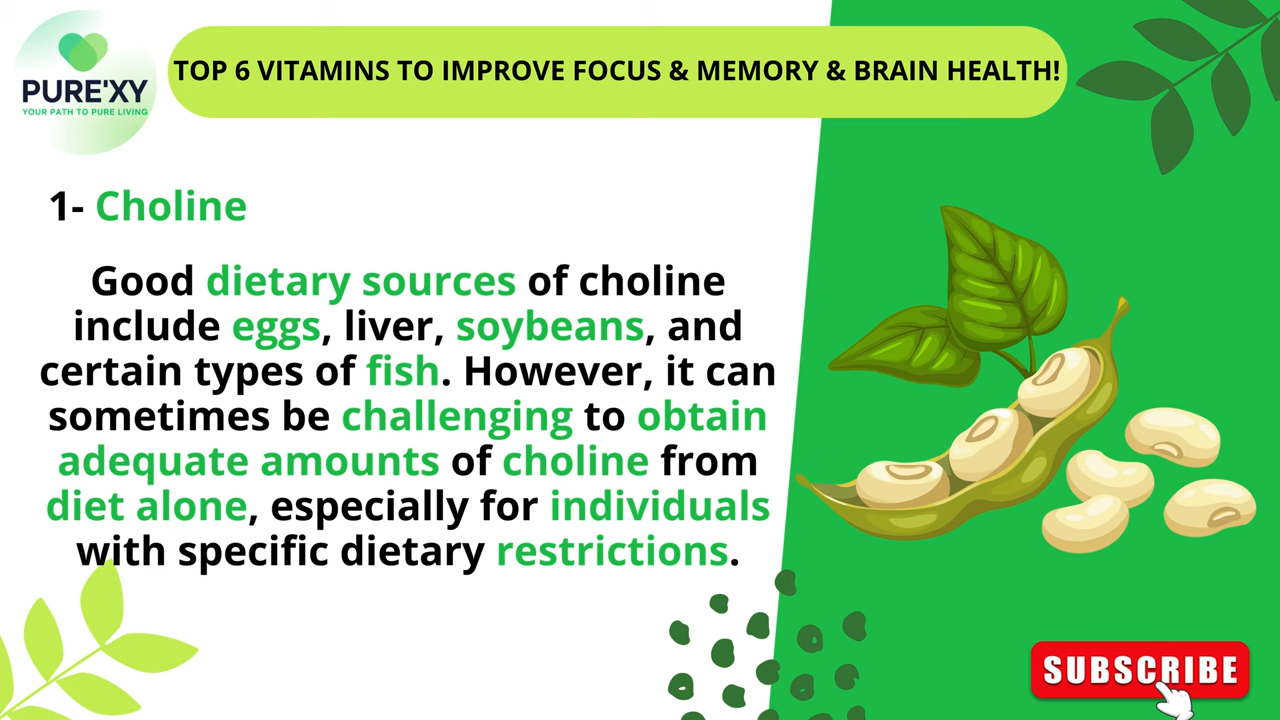 PURE'XY
YOUR PATH TO PURE LIVING
TOP 6 VITAMINS TO IMPROVE FOCUS & MEMORY & BRAIN HEALTH!
1- Choline
Good dietary sources of choline
include eggs, liver, soybeans, and
certain types of fish. However, it can
sometimes be challenging to obtain
adequate amounts of choline from
diet alone, especially for individuals
with specific dietary restrictions.
SUBSCRIBE